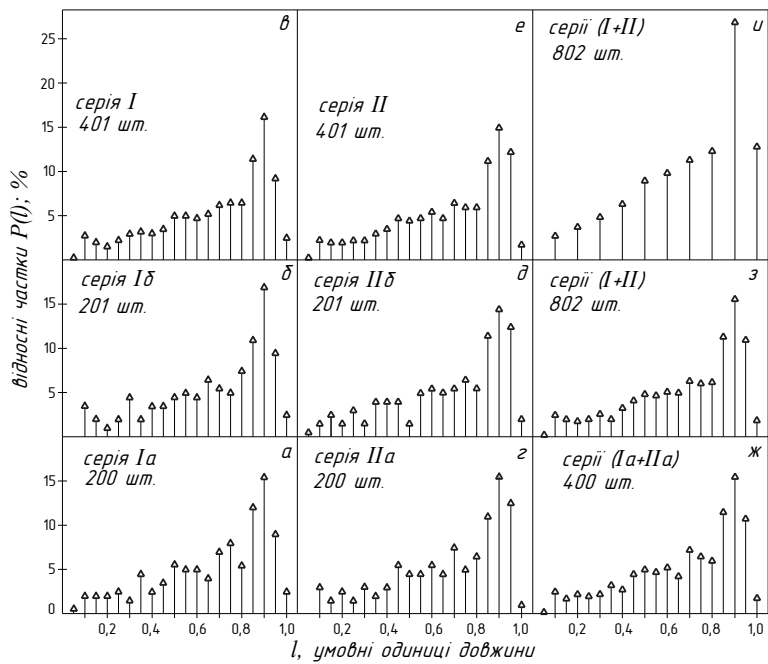 в
серія I
401 шт.
е
серія II
401 шт.
и
серії (I+II)
802 шт.
25
20
15
10
5
б
серія Iб
201 шт.
д
серія IIб
201 шт.
з
серії (I+II)
802 шт.
15
10
5
а
серія Iа
200 шт.
г
серія IIа
200 шт.
ж
серії (Iа+IIа)
400 шт.
15
10
5
0
0,2 0,4 0,6 0,8 1,0 0,2 0,4 0,6 0,8 1,0 0,2 0,4 0,6 0,8 1,0
l, умовні одиниці довжини
відносні частки P(l); %